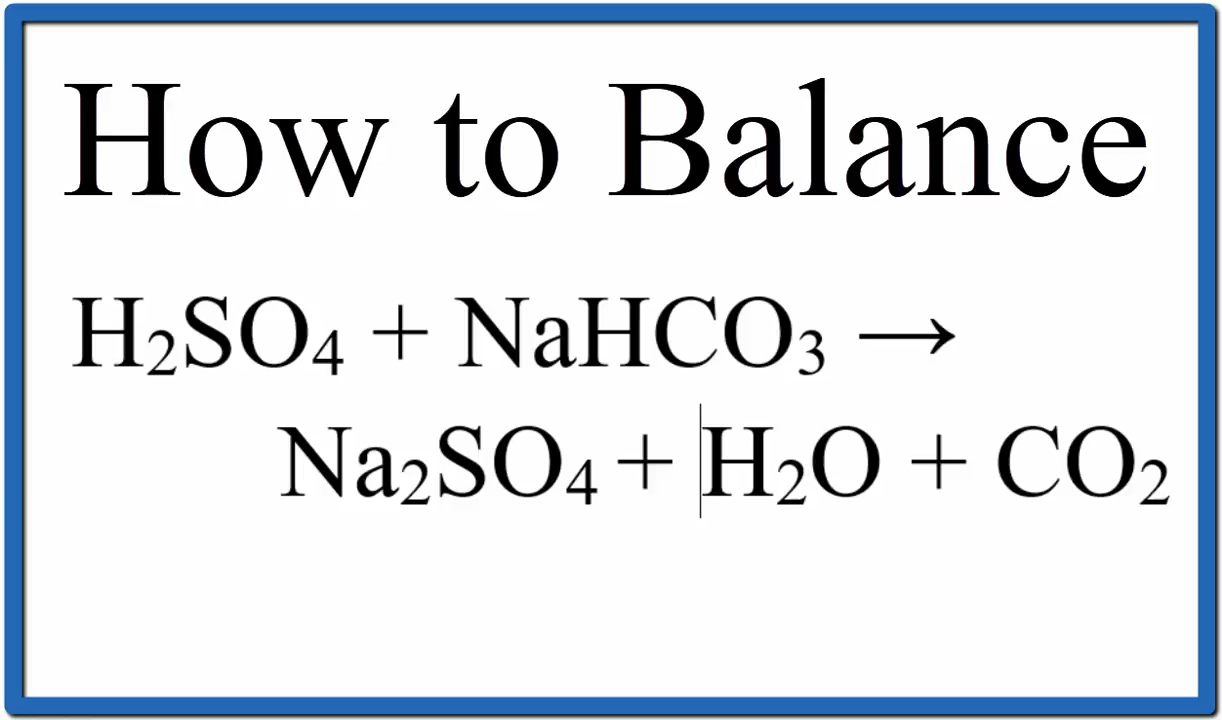 How to Balance
H₂SO₄ + NaHCO₃ →
Na₂SO₄ + H₂O + CO₂